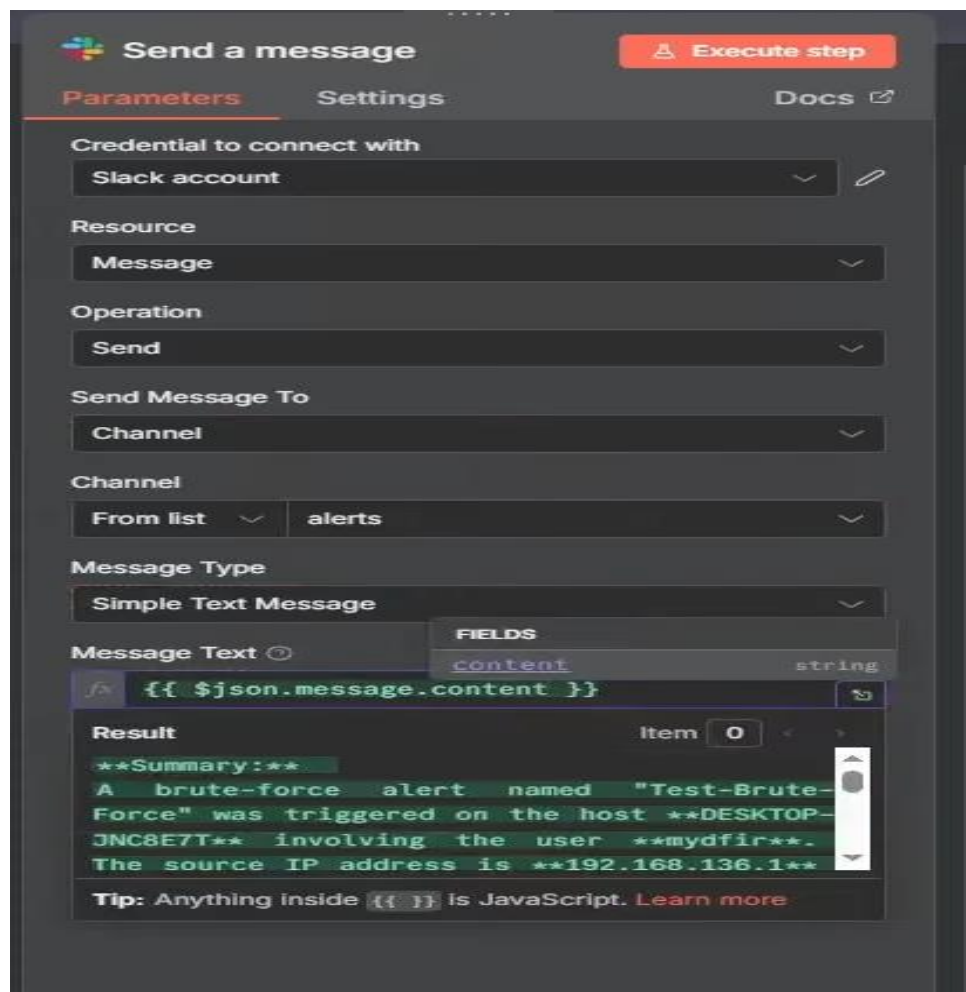 Send a message
Execute step
Parameters Settings Docs
Credential to connect with
Slack account
Resource
Message
Operation
Send
Send Message To
Channel
Channel
From list alerts
Message Type
Simple Text Message
FIELDS
Message Text
content string
fx {{ $json.message.content }}
Result Item 0
**Summary:**
A brute-force alert named "Test-Brute-
Force" was triggered on the host **DESKTOP-
JNC8E7T** involving the user **mydfir**.
The source IP address is **192.168.136.1**
Tip: Anything inside {{ }} is JavaScript. Learn more